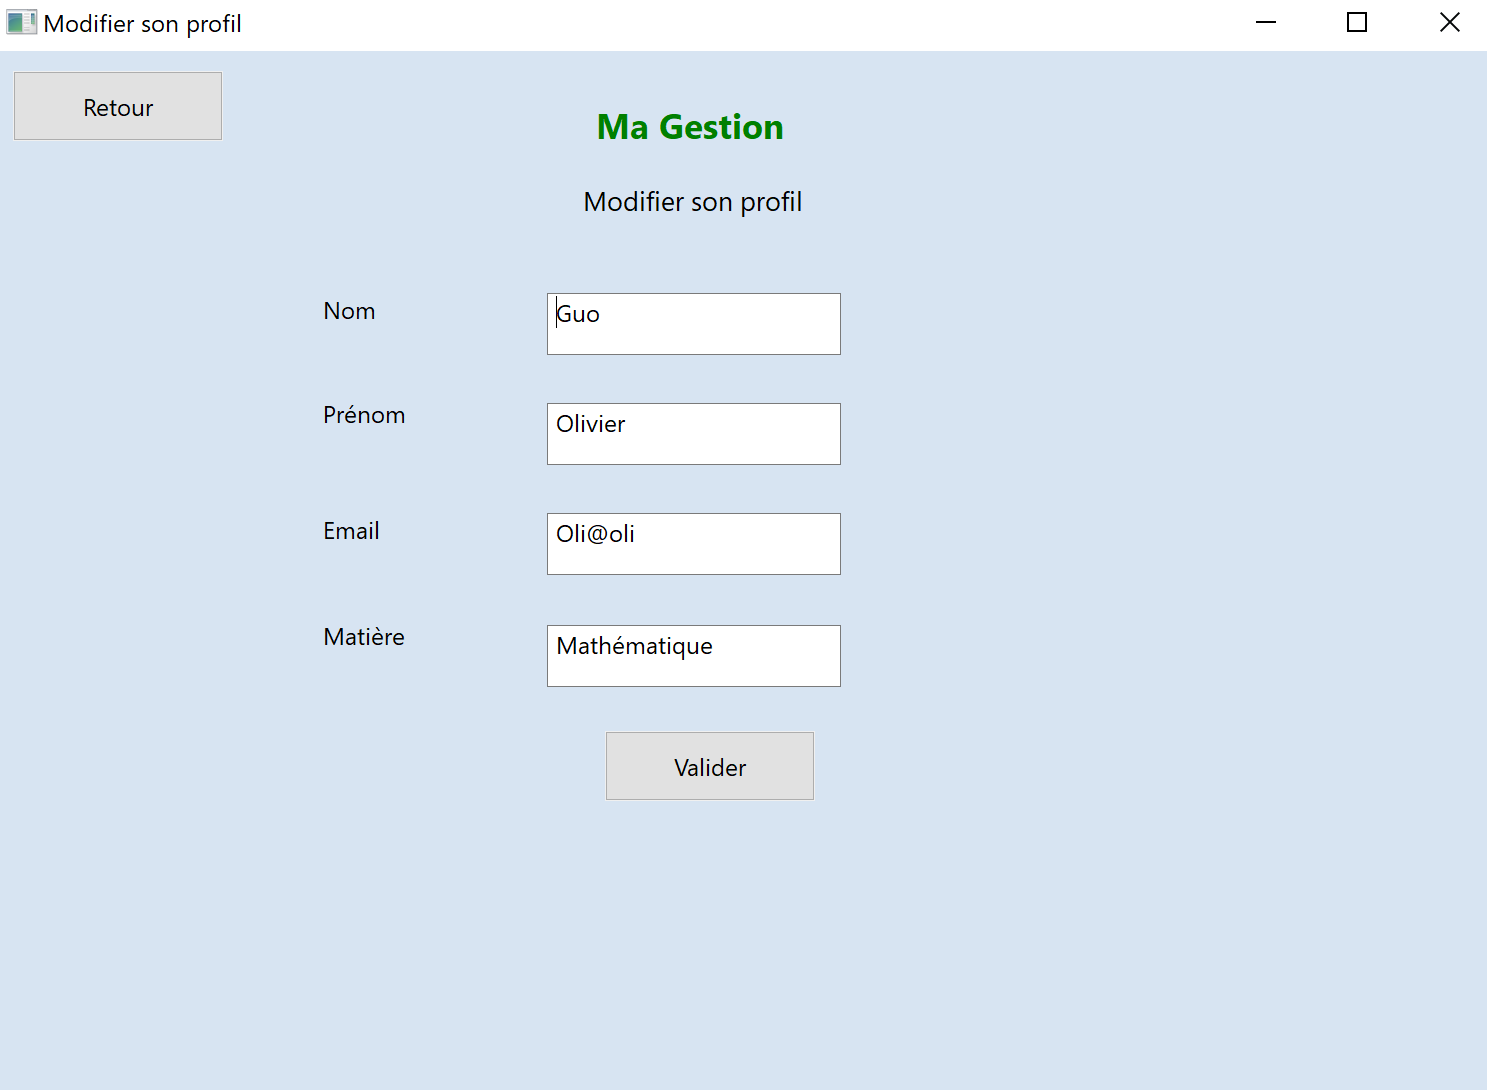 Modifier son profil
Retour
Ma Gestion
Modifier son profil
Nom
Guo
Prénom
Olivier
Email
Oli@oli
Matière
Mathématique
Valider